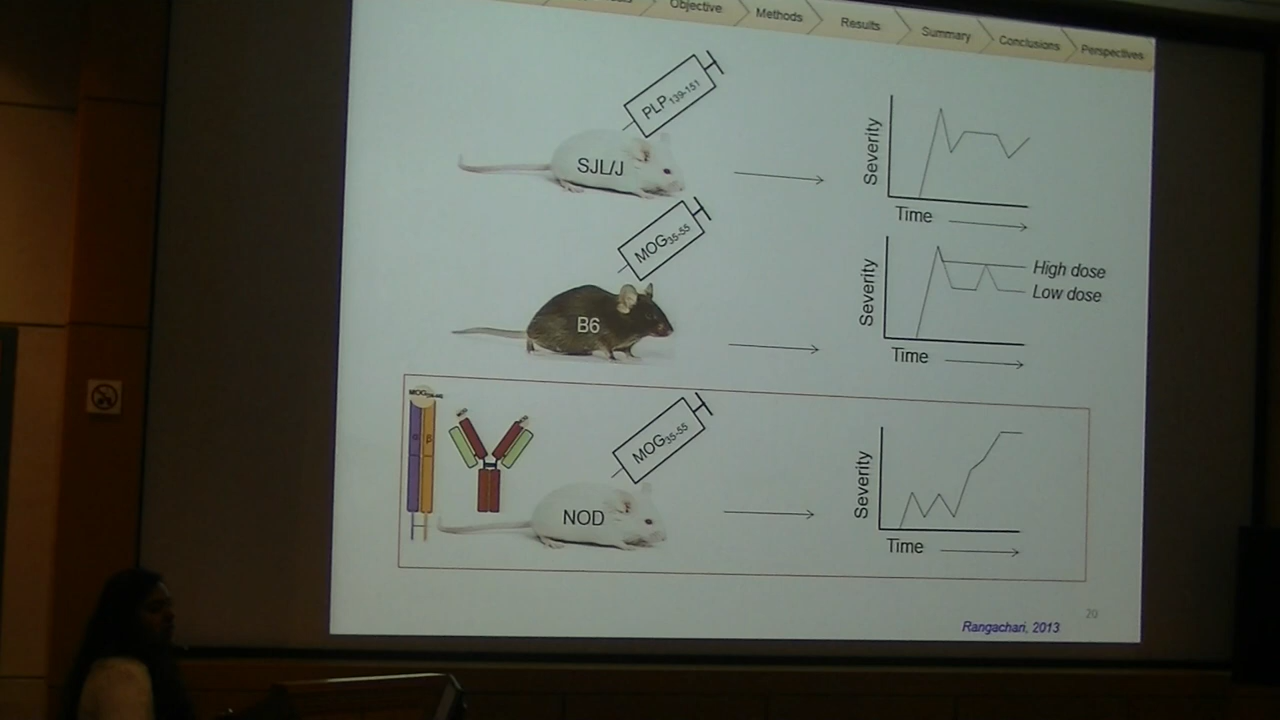 Objective
Methods
Results
Summary
Conclusions
Perspectives
PLP139-151
SJL/J
Severity
Time
MOG35-55
B6
Severity
High dose
Low dose
Time
α
β
MOG35-55
NOD
Severity
Time
20
Rangachari, 2013